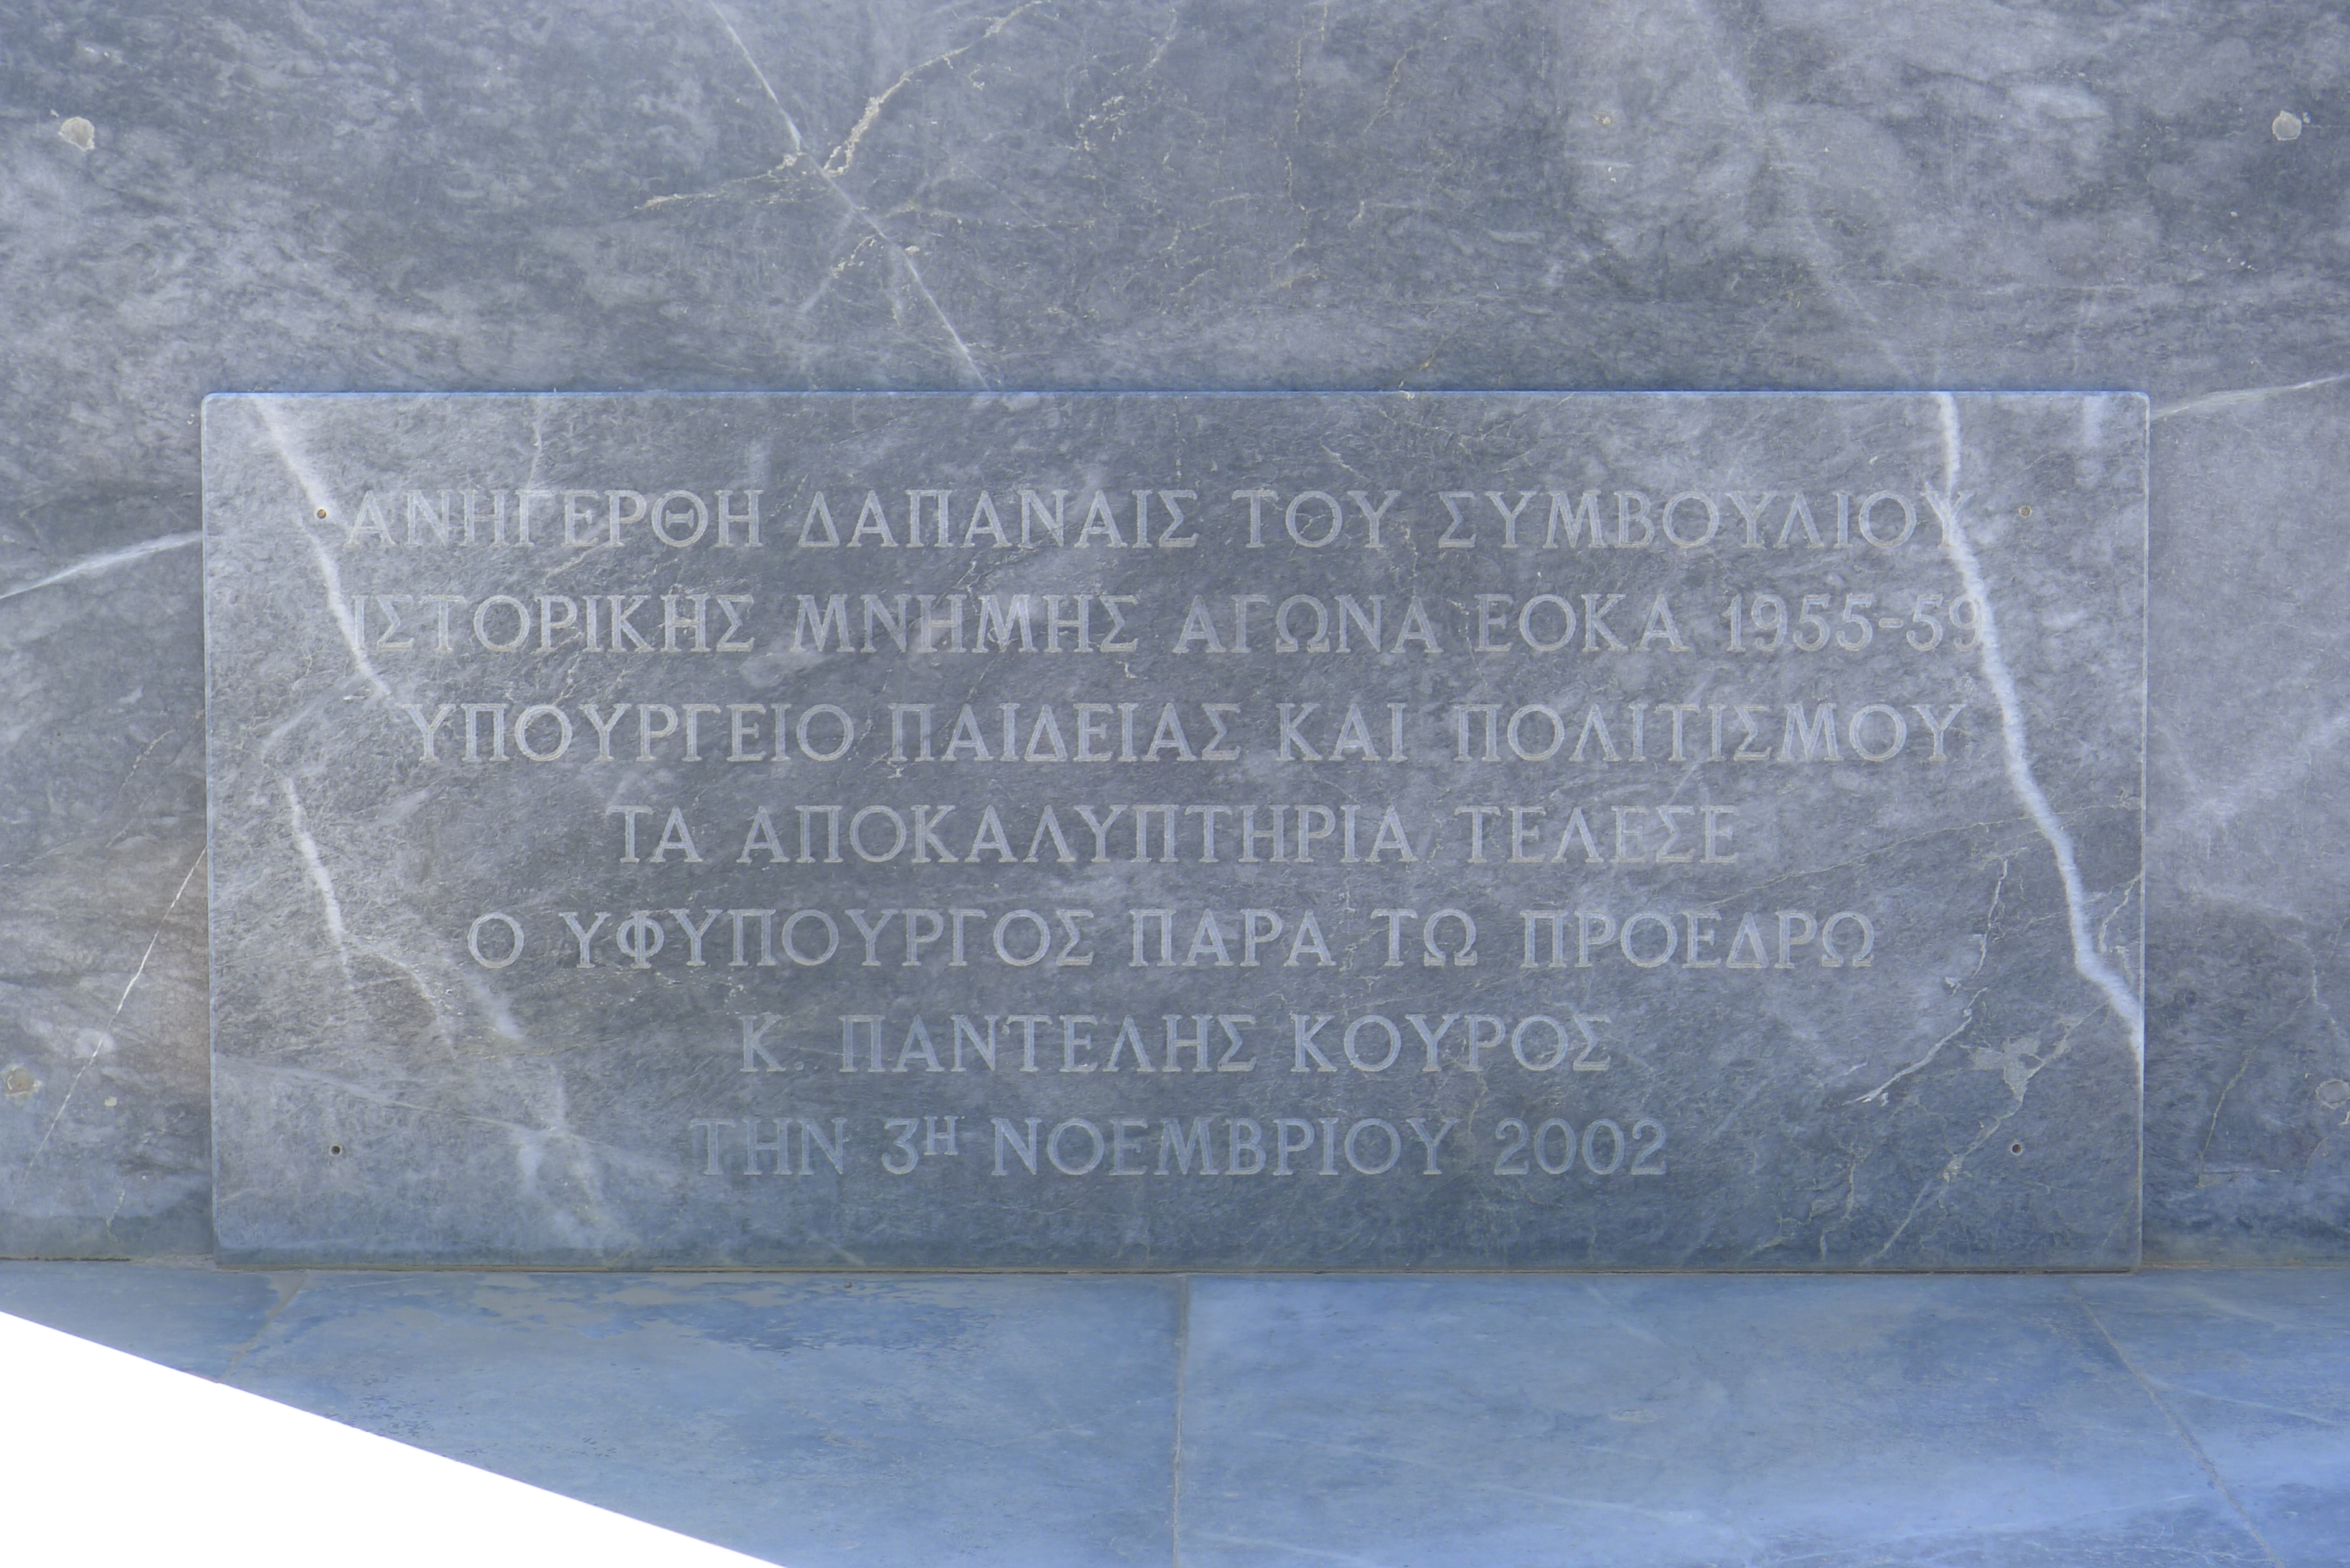 ΑΝΗΓΕΡΘΗ ΔΑΠΑΝΑΙΣ ΤΟΥ ΣΥΜΒΟΥΛΙΟΥ
ΙΣΤΟΡΙΚΗΣ ΜΝΗΜΗΣ ΑΓΩΝΑ ΕΟΚΑ 1955-59
ΥΠΟΥΡΓΕΙΟ ΠΑΙΔΕΙΑΣ ΚΑΙ ΠΟΛΙΤΙΣΜΟΥ
ΤΑ ΑΠΟΚΑΛΥΠΤΗΡΙΑ ΤΕΛΕΣΕ
Ο ΥΦΥΠΟΥΡΓΟΣ ΠΑΡΑ ΤΩ ΠΡΟΕΔΡΩ
Κ. ΠΑΝΤΕΛΗΣ ΚΟΥΡΟΣ
ΤΗΝ 3Η ΝΟΕΜΒΡΙΟΥ 2002